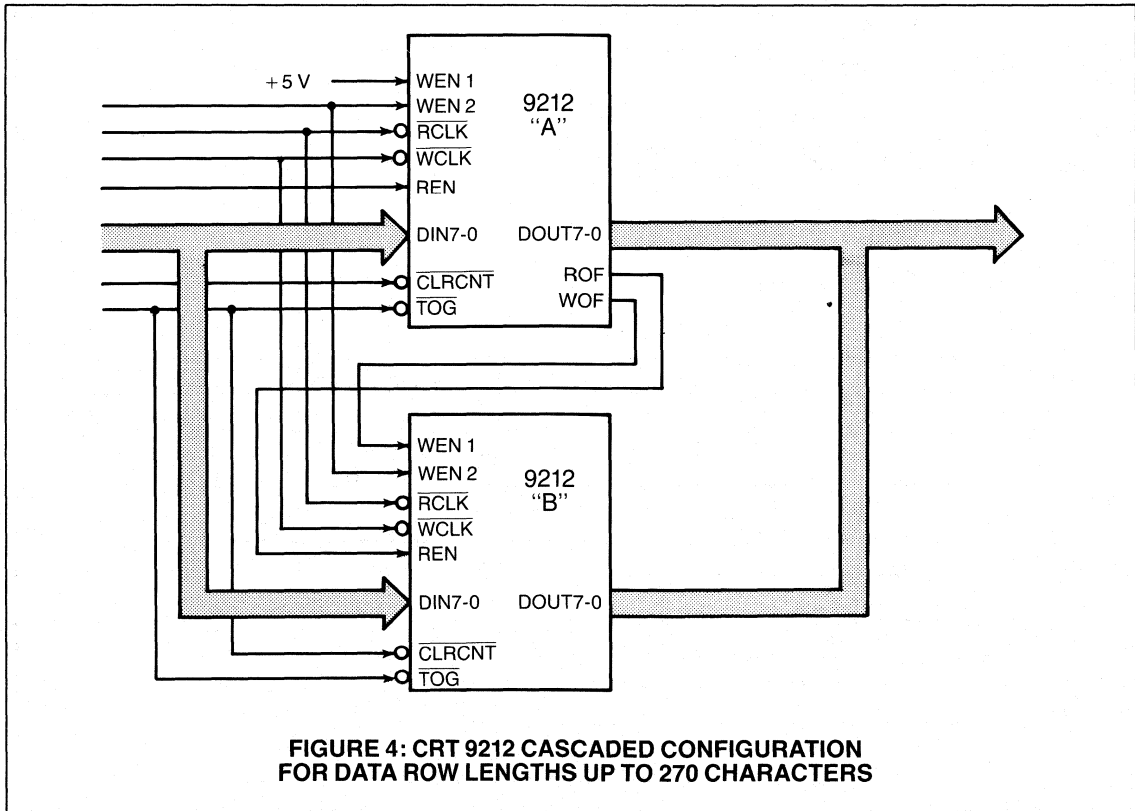 +5 V
WEN 1
WEN 2
RCLK
WCLK
REN
DIN7-0
CLRCNT
TOG
9212
"A"
DOUT7-0
ROF
WOF
WEN 1
WEN 2
RCLK
WCLK
REN
DIN7-0
CLRCNT
TOG
9212
"B"
DOUT7-0
FIGURE 4: CRT 9212 CASCADED CONFIGURATION
FOR DATA ROW LENGTHS UP TO 270 CHARACTERS